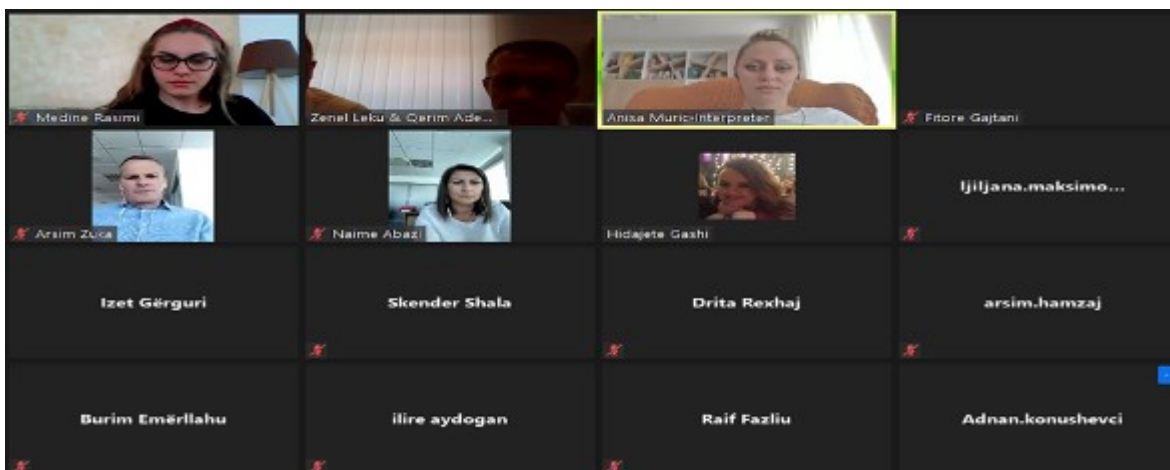 Medine Rasimi
Zenel Leku & Qerim Ade...
Anisa Muric-Interpreter
Fitore Gajtani
Arsim Zuka
Naime Abazi
Hidajete Gashi
ljiljana.maksimo...
Izet Gërguri
Skender Shala
Drita Rexhaj
arsim.hamzaj
Burim Emërllahu
ilire aydogan
Raif Fazliu
Adnan.konushevci